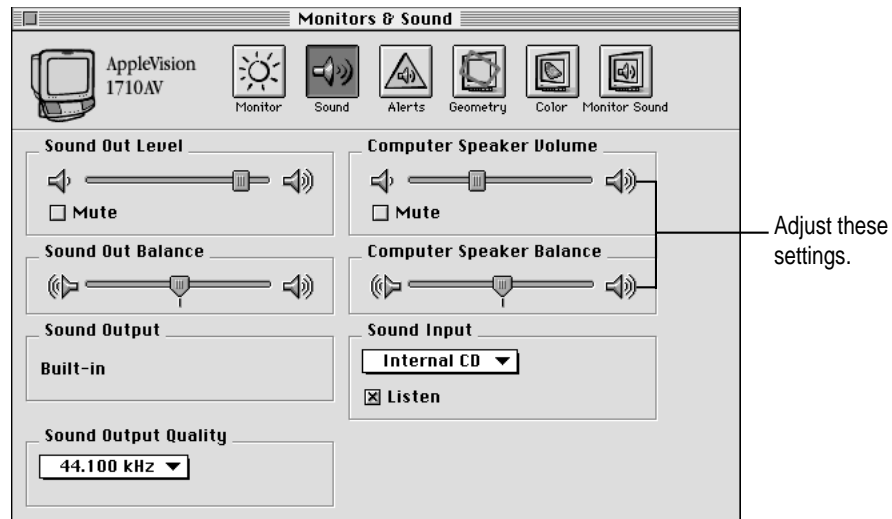 Monitors & Sound
AppleVision
1710AV
Monitor
Sound
Alerts
Geometry
Color
Monitor Sound
Sound Out Level
Mute
Computer Speaker Volume
Mute
Sound Out Balance
Computer Speaker Balance
Adjust these
settings.
Sound Output
Built-in
Sound Input
Internal CD
Listen
Sound Output Quality
44.100 kHz